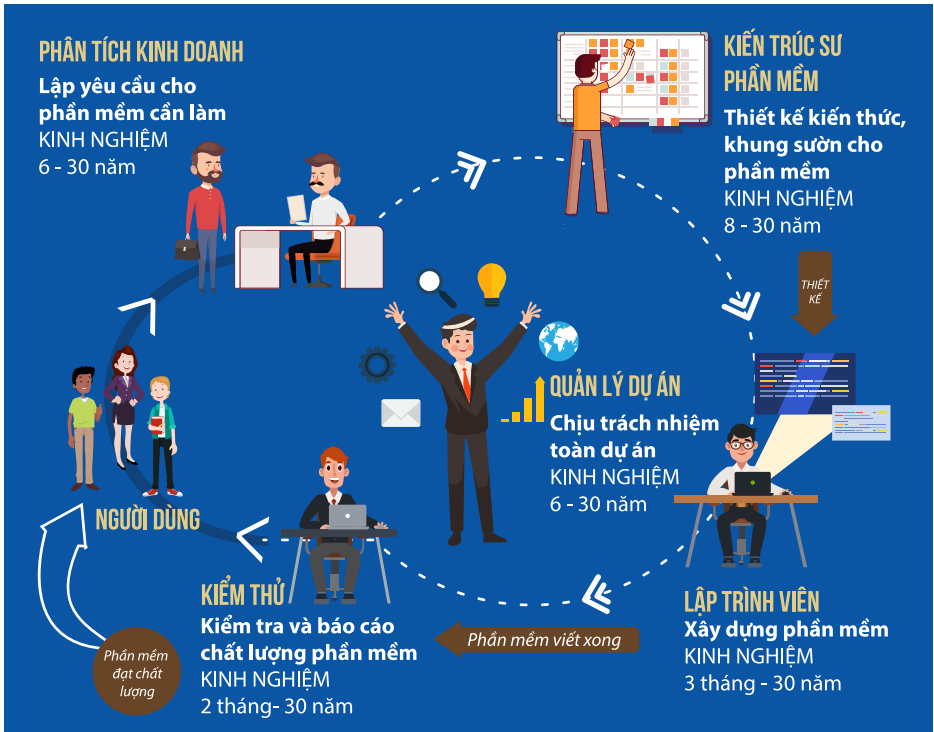 PHÂN TÍCH KINH DOANH
Lập yêu cầu cho
phần mềm cần làm
KINH NGHIỆM
6 - 30 năm
KIẾN TRÚC SƯ
PHẦN MỀM
Thiết kế kiến thức,
khung sườn cho
phần mềm
KINH NGHIỆM
8 - 30 năm
THIẾT
KẾ
QUẢN LÝ DỰ ÁN
Chịu trách nhiệm
toàn dự án
KINH NGHIỆM
6 - 30 năm
NGƯỜI DÙNG
LẬP TRÌNH VIÊN
Xây dựng phần mềm
KINH NGHIỆM
3 tháng - 30 năm
Phần mềm viết xong
KIỂM THỬ
Kiểm tra và báo cáo
chất lượng phần mềm
KINH NGHIỆM
2 tháng- 30 năm
Phần mềm
đạt chất
lượng